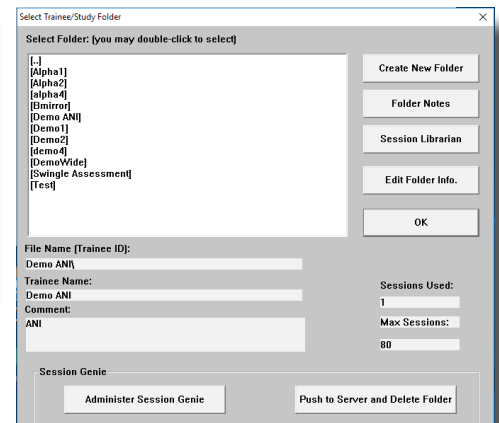 Select Trainee/Study Folder
Select Folder: (you may double-click to select)
[..]
[Alpha1]
[Alpha2]
[alpha4]
[Bmirror]
[Demo ANI]
[Demo1]
[Demo2]
[demo4]
[DemoWide]
[Swingle Assessment]
[Test]
Create New Folder
Folder Notes
Session Librarian
Edit Folder Info.
OK
File Name (Trainee ID):
Demo ANI\
Trainee Name:
Demo ANI
Comment:
ANI
Sessions Used:
1
Max Sessions:
80
Session Genie
Administer Session Genie
Push to Server and Delete Folder